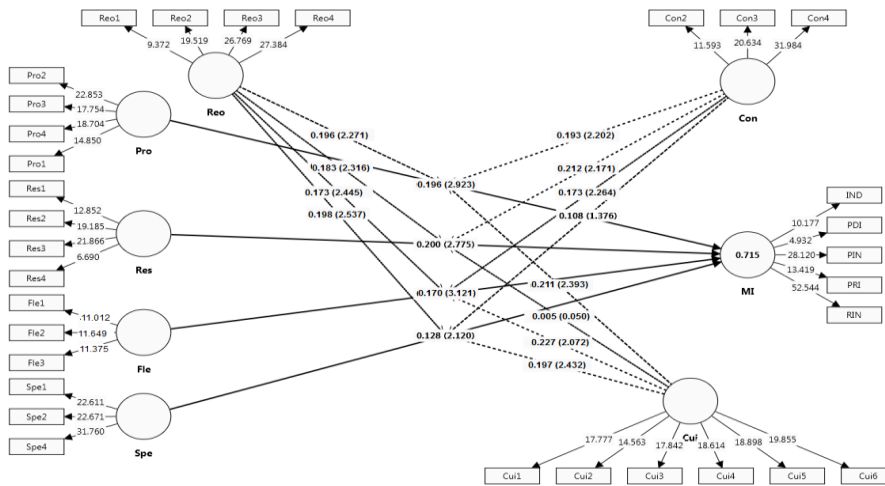 Reo1
Reo2
Reo3
Reo4
9.372
19.519
26.769
27.384
Reo
Con2
Con3
Con4
11.593
20.634
31.984
Con
Pro2
Pro3
Pro4
Pro1
22.853
17.754
18.704
14.850
Pro
0.196 (2.271)
0.193 (2.202)
0.183 (2.316)
0.212 (2.171)
0.196 (2.923)
0.173 (2.445)
0.173 (2.264)
0.198 (2.537)
0.108 (1.376)
Res1
Res2
Res3
Res4
12.852
19.185
21.866
6.690
Res
0.200 (2.775)
IND
PDI
PIN
PRI
RIN
10.177
4.932
28.120
13.419
52.544
0.715
MI
Fle1
Fle2
Fle3
11.012
11.649
11.375
Fle
0.170 (3.121)
0.211 (2.393)
0.005 (0.050)
0.128 (2.120)
0.227 (2.072)
0.197 (2.432)
Spe1
Spe2
Spe4
22.611
22.671
31.760
Spe
Cui
17.777
14.563
17.842
18.614
18.898
19.855
Cui1
Cui2
Cui3
Cui4
Cui5
Cui6